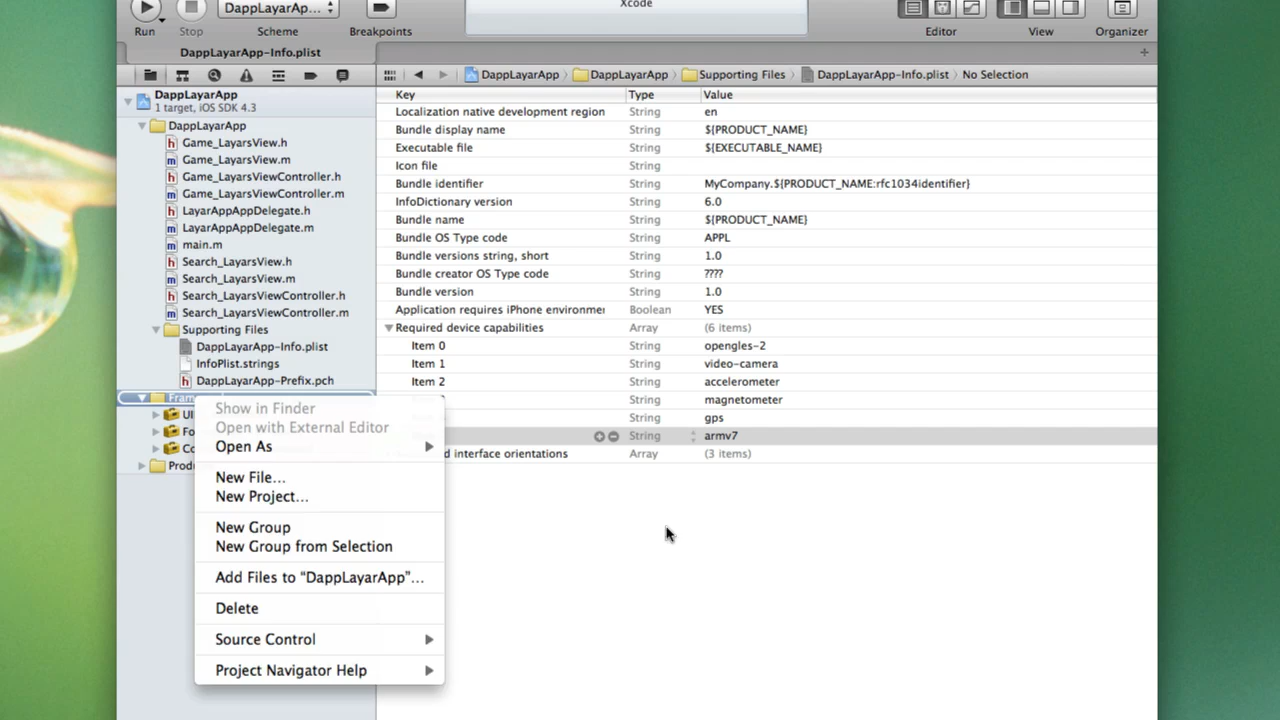 Xcode
DappLayarAp...
Run
Stop
Scheme
Breakpoints
Editor
View
Organizer
DappLayarApp-Info.plist
DappLayarApp
DappLayarApp
Supporting Files
DappLayarApp-Info.plist
No Selection
DappLayarApp
1 target, iOS SDK 4.3
DappLayarApp
Game_LayarsView.h
Game_LayarsView.m
Game_LayarsViewController.h
Game_LayarsViewController.m
LayarAppAppDelegate.h
LayarAppAppDelegate.m
main.m
Search_LayarsView.h
Search_LayarsView.m
Search_LayarsViewController.h
Search_LayarsViewController.m
Supporting Files
DappLayarApp-Info.plist
InfoPlist.strings
DappLayarApp-Prefix.pch
Fram
UI
Fo
Co
Produ
Show in Finder
Open with External Editor
Open As
New File...
New Project...
New Group
New Group from Selection
Add Files to “DappLayarApp”...
Delete
Source Control
Project Navigator Help
Key Type Value
Localization native development region String en
Bundle display name String ${PRODUCT_NAME}
Executable file String ${EXECUTABLE_NAME}
Icon file String
Bundle identifier String MyCompany.${PRODUCT_NAME:rfc1034identifier}
InfoDictionary version String 6.0
Bundle name String ${PRODUCT_NAME}
Bundle OS Type code String APPL
Bundle versions string, short String 1.0
Bundle creator OS Type code String ????
Bundle version String 1.0
Application requires iPhone environmer Boolean YES
Required device capabilities Array (6 items)
Item 0 String opengles-2
Item 1 String video-camera
Item 2 String accelerometer
String magnetometer
String gps
String armv7
d interface orientations Array (3 items)